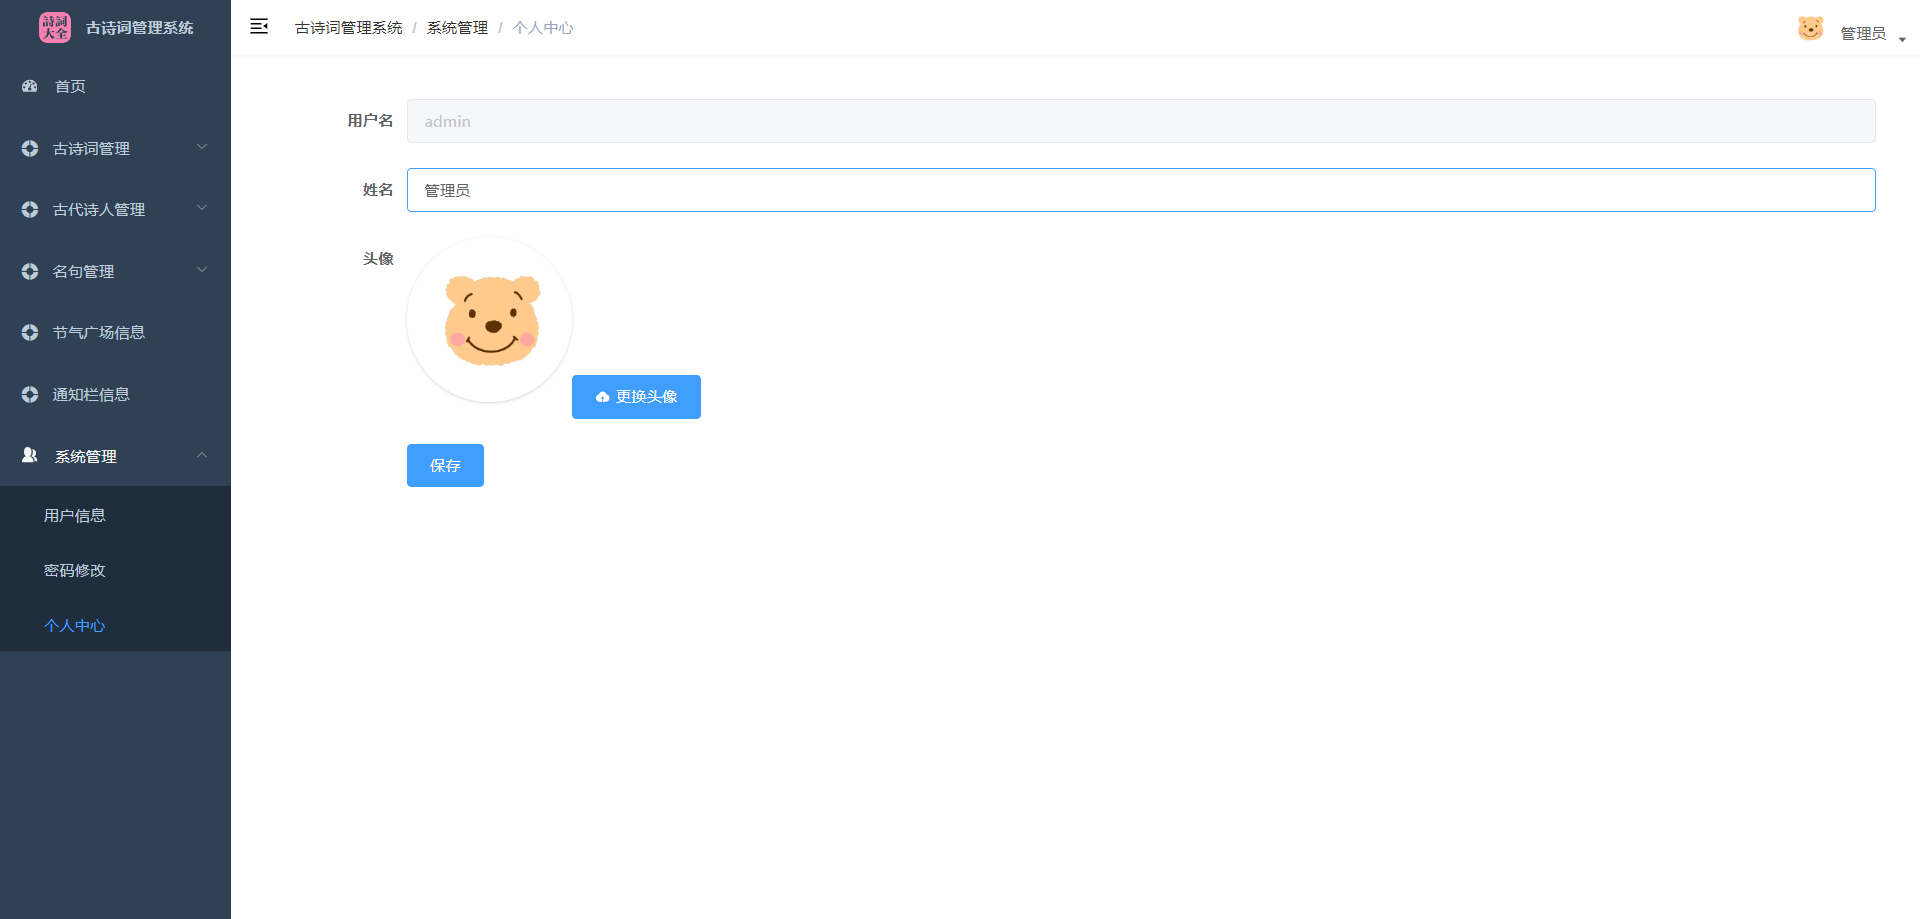 詩詞
大全
古诗词管理系统
首页
古诗词管理
古代诗人管理
名句管理
节气广场信息
通知栏信息
系统管理
用户信息
密码修改
个人中心
古诗词管理系统 / 系统管理 / 个人中心
管理员
用户名 admin
姓名 管理员
头像
更换头像
保存